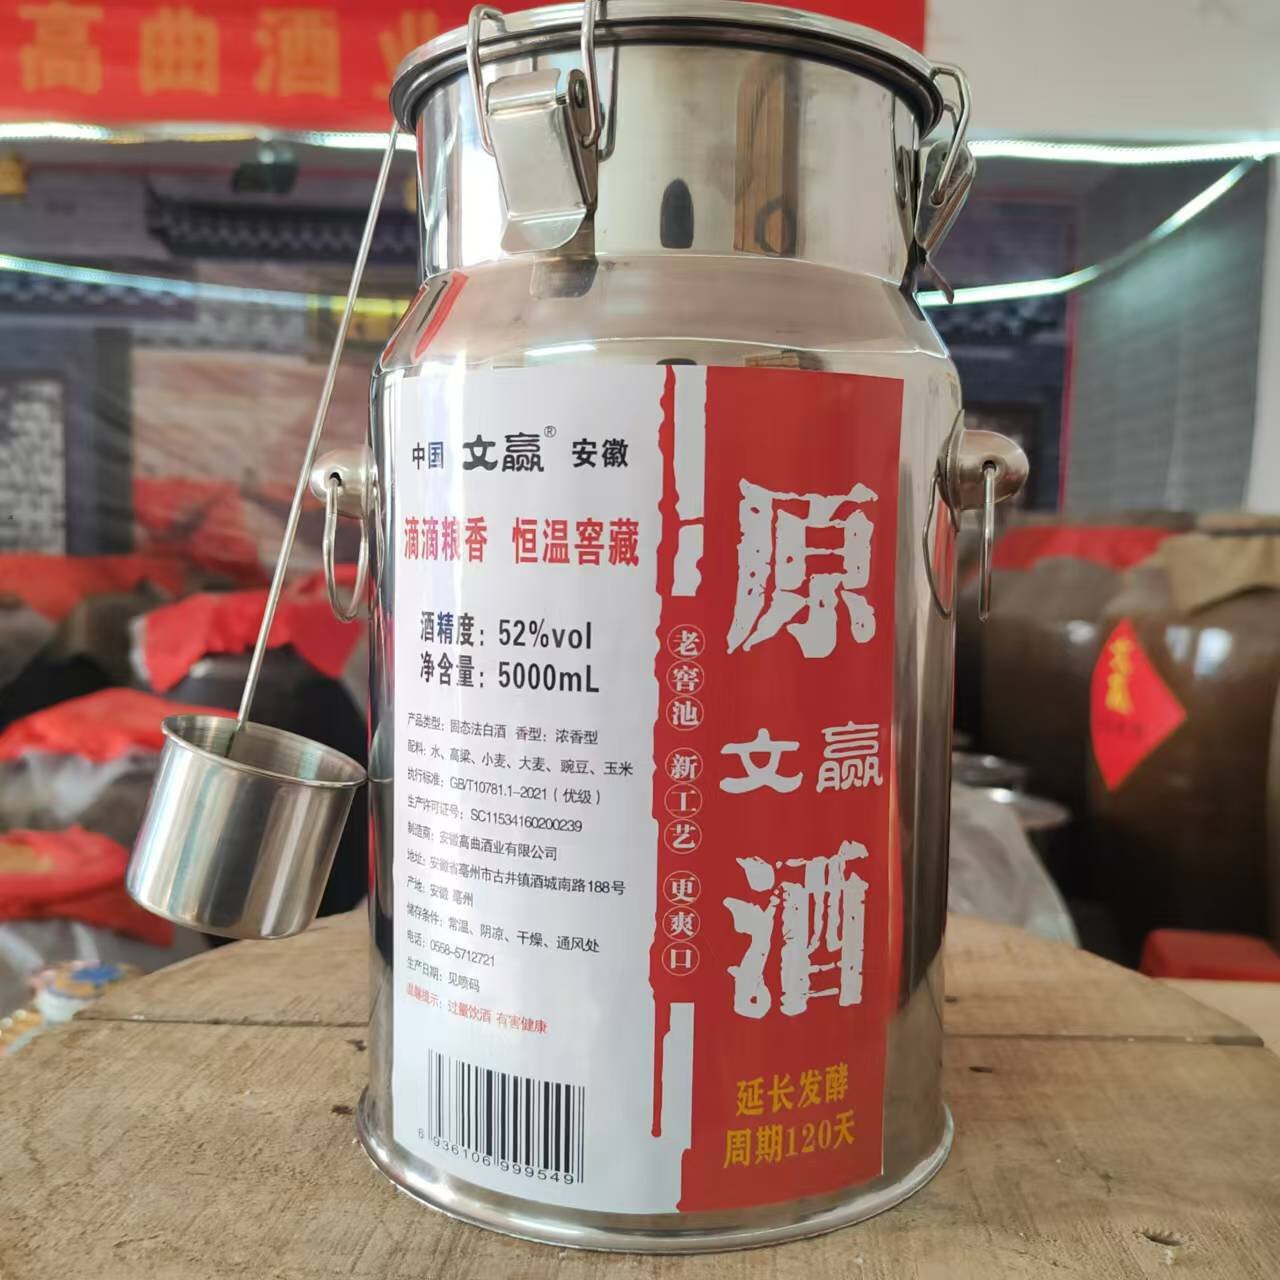 高曲酒业
中国 文赢® 安徽
滴滴粮香 恒温窖藏
酒精度：52%vol
净含量：5000mL
产品类型：固态法白酒 香型：浓香型
配料：水、高粱、小麦、大麦、豌豆、玉米
执行标准：GB/T10781.1-2021（优级）
生产许可证号：SC11534160200239
制造商：安徽高曲酒业有限公司
地址：安徽省亳州市古井镇酒城南路188号
产地：安徽 亳州
储存条件：常温、阴凉、干燥、通风处
电话：0558-5712721
生产日期：见喷码
温馨提示：过量饮酒 有害健康
6 936106 999549
老窖池 新工艺 更爽口
原
文赢
酒
延长发酵
周期120天